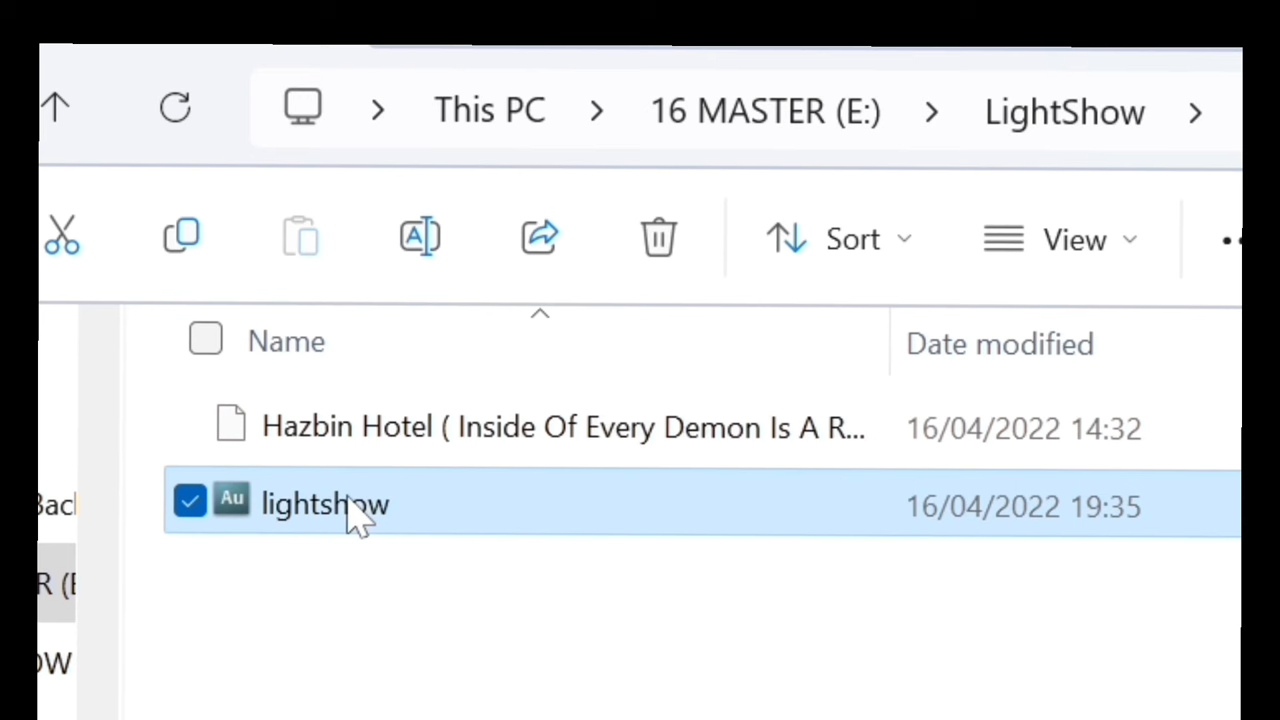 This PC > 16 MASTER (E:) > LightShow >
Sort View
Name Date modified
Hazbin Hotel ( Inside Of Every Demon Is A R... 16/04/2022 14:32
Au lightshow 16/04/2022 19:35